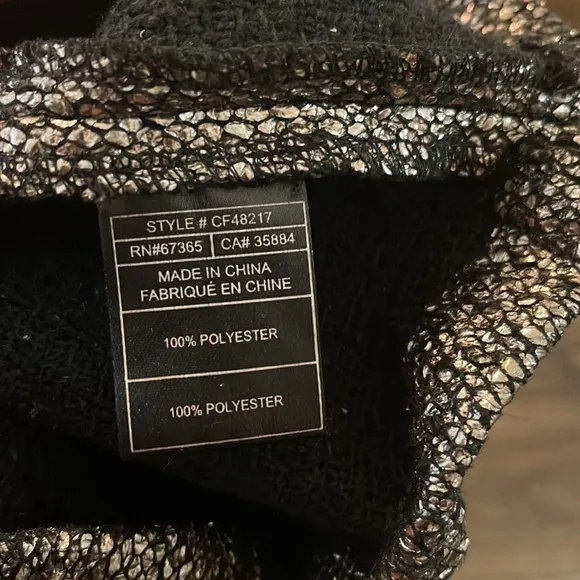 STYLE # CF48217
RN#67365 CA# 35884
MADE IN CHINA
FABRIQUÉ EN CHINE
100% POLYESTER
100% POLYESTER